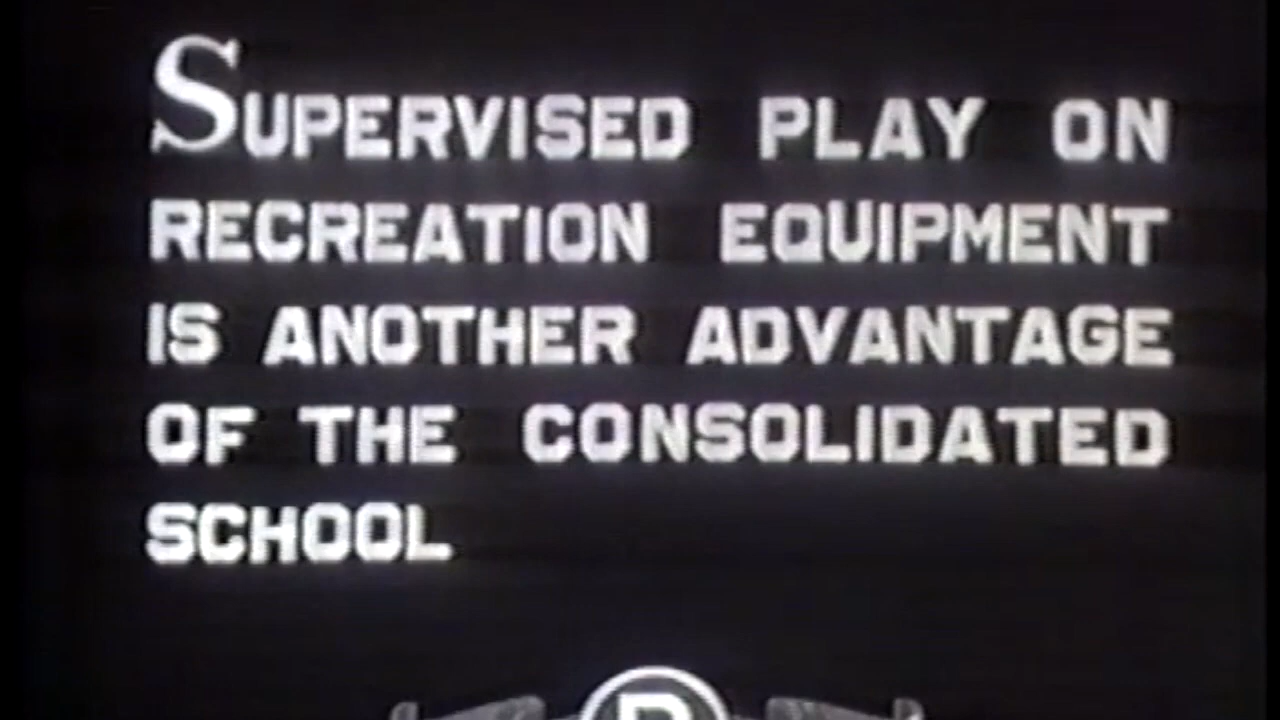 SUPERVISED PLAY ON
RECREATION EQUIPMENT
IS ANOTHER ADVANTAGE
OF THE CONSOLIDATED
SCHOOL